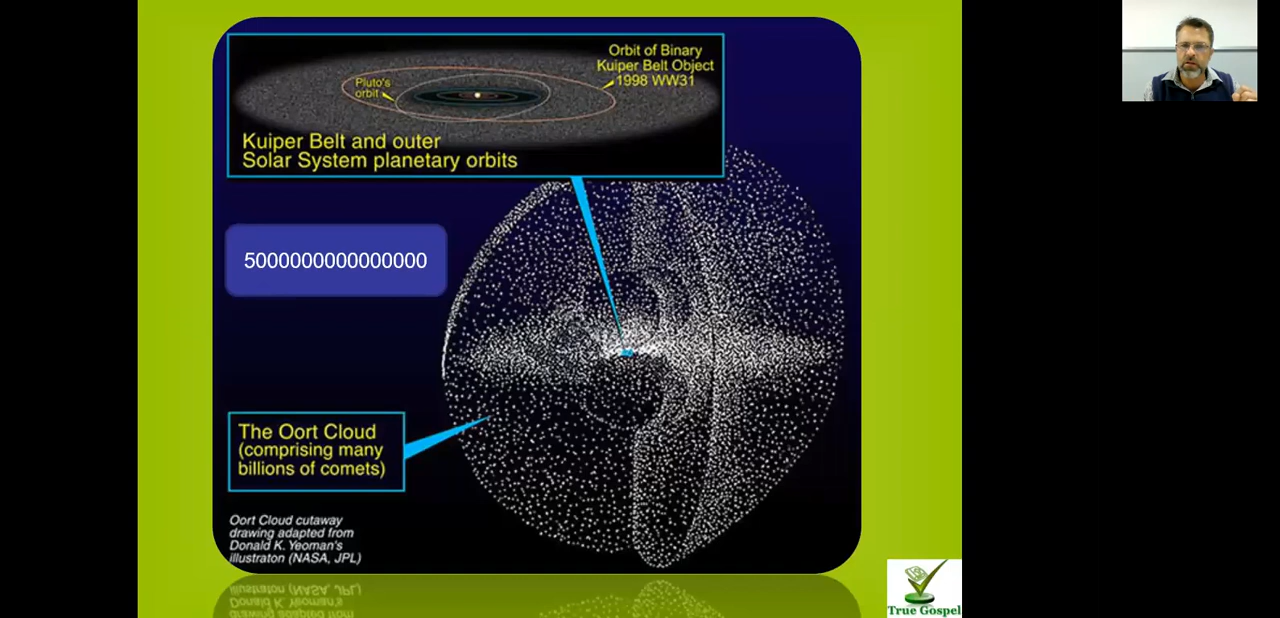 Orbit of Binary
Kuiper Belt Object
1998 WW31
Pluto's
orbit
Kuiper Belt and outer
Solar System planetary orbits
5000000000000000
The Oort Cloud
(comprising many
billions of comets)
Oort Cloud cutaway
drawing adapted from
Donald K. Yeoman's
illustraton (NASA, JPL)
True Gospel